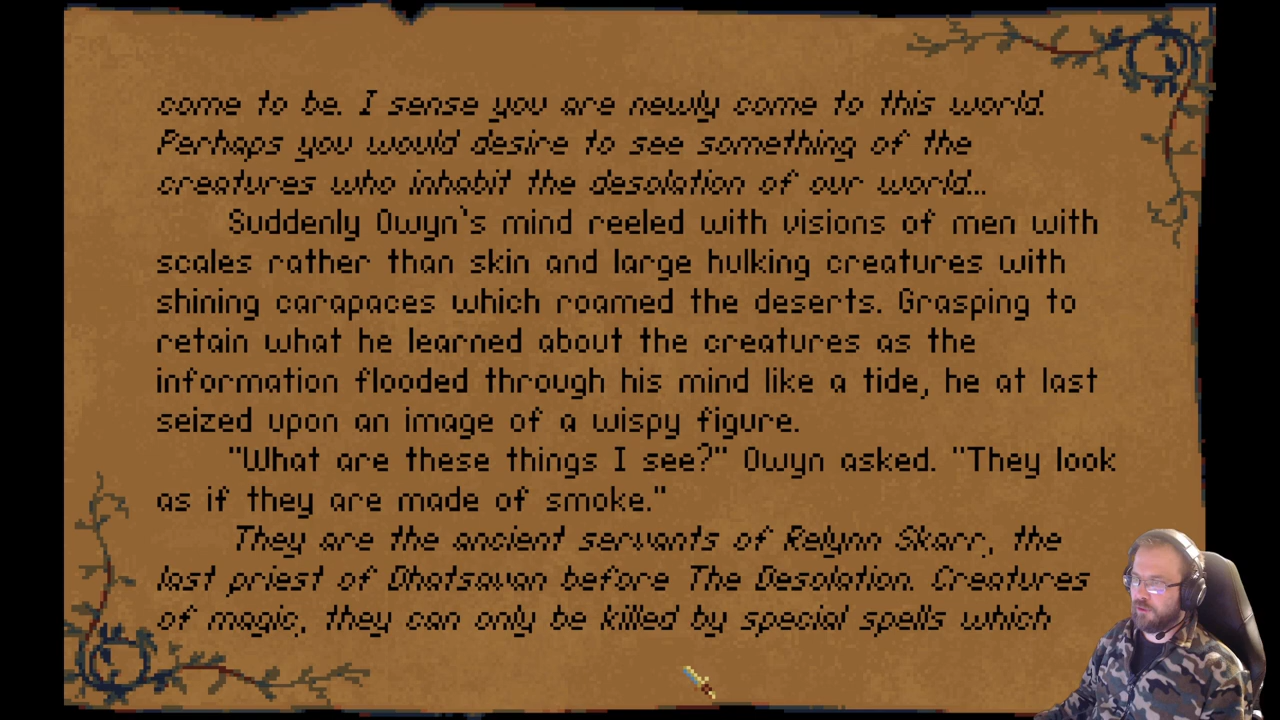 come to be. I sense you are newly come to this world.
Perhaps you would desire to see something of the
creatures who inhabit the desolation of our world...
Suddenly Owyn's mind reeled with visions of men with
scales rather than skin and large hulking creatures with
shining carapaces which roamed the deserts. Grasping to
retain what he learned about the creatures as the
information flooded through his mind like a tide, he at last
seized upon an image of a wispy figure.
"What are these things I see?" Owyn asked. "They look
as if they are made of smoke."
They are the ancient servants of Relynn Skarr, the
last priest of Dhatsavan before The Desolation. Creatures
of magic, they can only be killed by special spells which